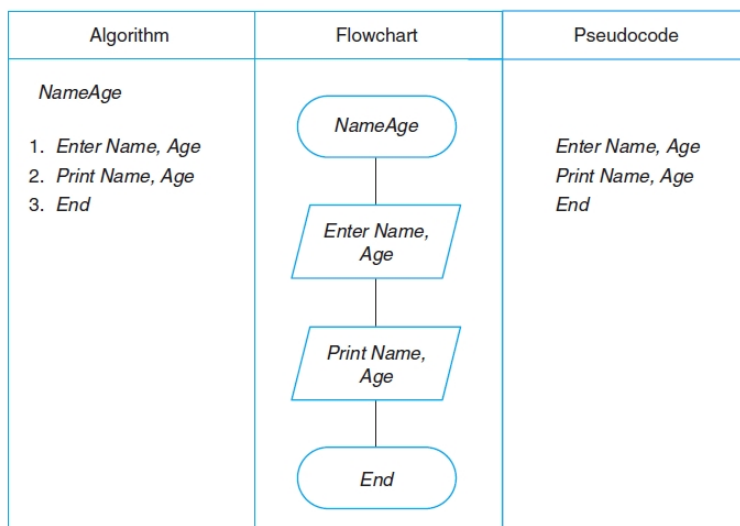 Algorithm
Flowchart
Pseudocode
NameAge
1. Enter Name, Age
2. Print Name, Age
3. End
NameAge
Enter Name,
Age
Print Name,
Age
End
Enter Name, Age
Print Name, Age
End